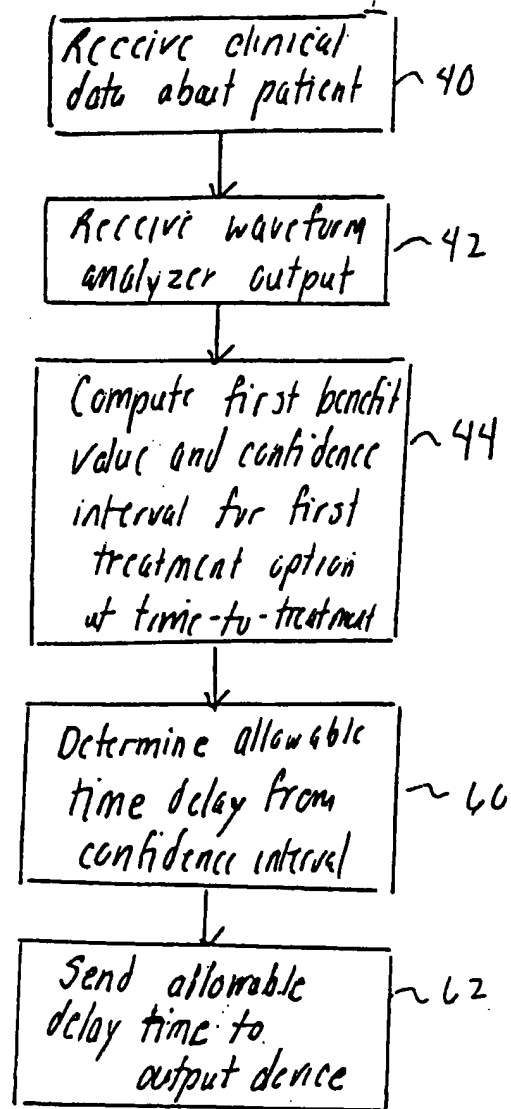 Receive clinical
data about patient
40
Receive waveform
analyzer output
42
Compute first benefit
value and confidence
interval for first
treatment option
at time-to-treatment
44
Determine allowable
time delay from
confidence interval
60
Send allowable
delay time to
output device
62